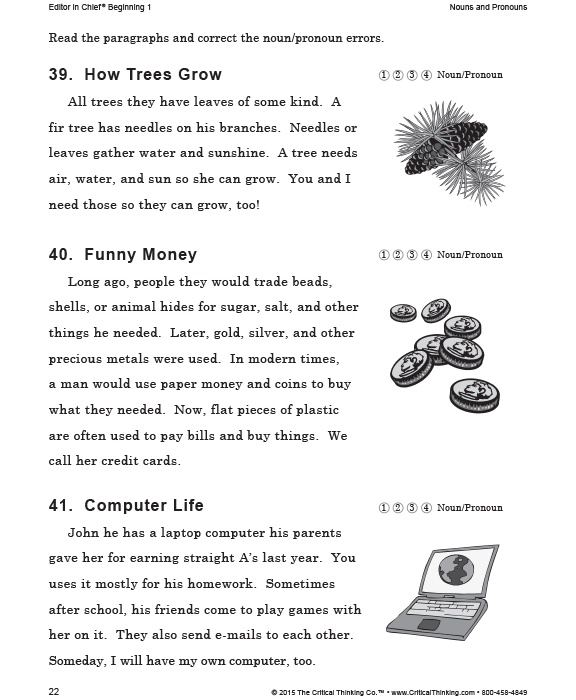 Editor in Chief® Beginning 1
Nouns and Pronouns
Read the paragraphs and correct the noun/pronoun errors.
39. How Trees Grow
① ② ③ ④ Noun/Pronoun
All trees they have leaves of some kind. A
fir tree has needles on his branches. Needles or
leaves gather water and sunshine. A tree needs
air, water, and sun so she can grow. You and I
need those so they can grow, too!
40. Funny Money
① ② ③ ④ Noun/Pronoun
Long ago, people they would trade beads,
shells, or animal hides for sugar, salt, and other
things he needed. Later, gold, silver, and other
precious metals were used. In modern times,
a man would use paper money and coins to buy
what they needed. Now, flat pieces of plastic
are often used to pay bills and buy things. We
call her credit cards.
41. Computer Life
① ② ③ ④ Noun/Pronoun
John he has a laptop computer his parents
gave her for earning straight A's last year. You
uses it mostly for his homework. Sometimes
after school, his friends come to play games with
her on it. They also send e-mails to each other.
Someday, I will have my own computer, too.
22
© 2015 The Critical Thinking Co.™ • www.CriticalThinking.com • 800-458-4849